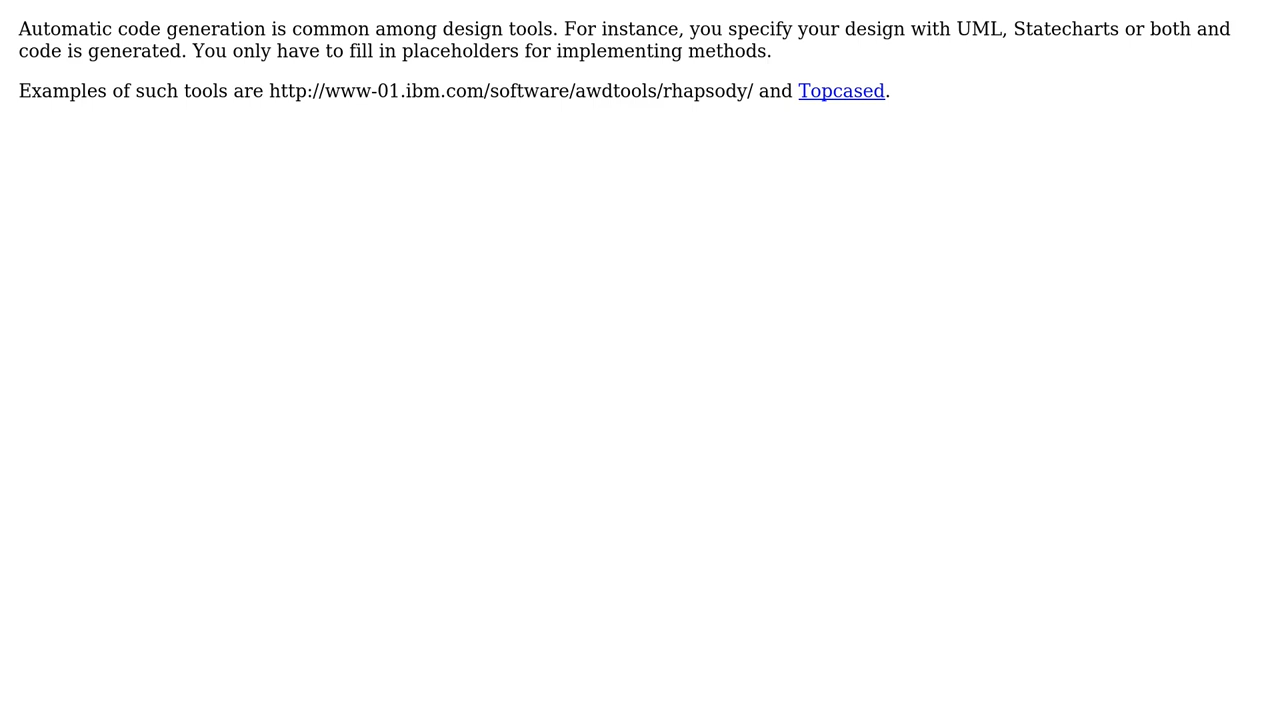 Automatic code generation is common among design tools. For instance, you specify your design with UML, Statecharts or both and
code is generated. You only have to fill in placeholders for implementing methods.
Examples of such tools are http://www-01.ibm.com/software/awdtools/rhapsody/ and Topcased.